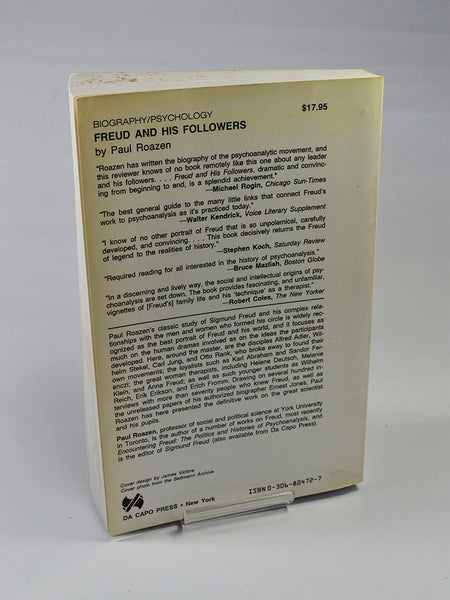 BIOGRAPHY/PSYCHOLOGY
$17.95
FREUD AND HIS FOLLOWERS
by Paul Roazen
"Roazen has written the biography of the psychoanalytic movement, and
this reviewer knows of no book remotely like this one about any leader
and his followers. . . . Freud and His Followers, dramatic and convinc-
ing from beginning to end, is a splendid achievement."
—Michael Rogin, Chicago Sun-Times
"The best general guide to the many little links that connect Freud's
work to psychoanalysis as it's practiced today."
—Walter Kendrick, Voice Literary Supplement
"I know of no other portrait of Freud that is so unpolemical, carefully
developed, and convincing. . . . This book decisively returns the Freud
of legend to the realities of history."
—Stephen Koch, Saturday Review
"Required reading for all interested in the history of psychoanalysis."
—Bruce Mazlish, Boston Globe
"In a discerning and lively way, the social and intellectual origins of psy-
choanalysis are set down. The book provides fascinating, and unfamiliar,
vignettes of [Freud's] family life and his 'technique' as a therapist."
—Robert Coles, The New Yorker
Paul Roazen's classic study of Sigmund Freud and his complex rela-
tionships with the men and women who formed his circle is widely rec-
ognized as the best portrait of Freud and his world, and it focuses as
much on the human dramas involved as on the ideas the participants
developed. Here, around the master, are the disciples Alfred Adler, Wil-
helm Stekel, Carl Jung, and Otto Rank, who broke away to found their
own movements; the loyalists such as Karl Abraham and Sandor Fer-
enczi; the great woman therapists, including Helene Deutsch, Melanie
Klein, and Anna Freud; as well as such younger students as Wilhelm
Reich, Erik Erikson, and Erich Fromm. Drawing on several hundred in-
terviews with more than seventy people who knew Freud, as well as
the unreleased papers of his authorized biographer Ernest Jones, Paul
Roazen has here presented the definitive work on the great scientist
and his pupils.
Paul Roazen, professor of social and political science at York University
in Toronto, is the author of a number of works on Freud, most recently
Encountering Freud: The Politics and Histories of Psychoanalysis, and
is the editor of Sigmund Freud (also available from Da Capo Press).
Cover design by James Victore
Cover photo from the Bettmann Archive
DA CAPO PRESS • New York
ISBN 0-306-80472-7